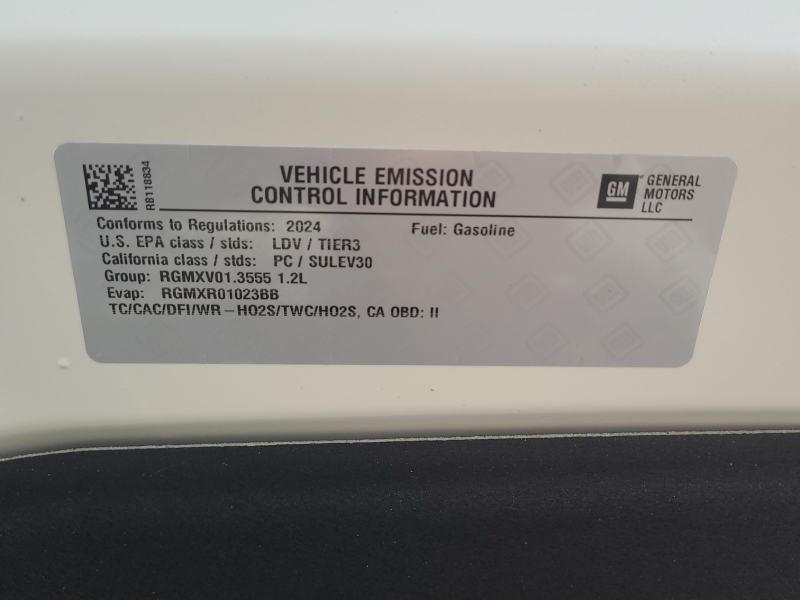 RB118834
VEHICLE EMISSION
CONTROL INFORMATION
GM
GENERAL
MOTORS
LLC
Conforms to Regulations: 2024
Fuel: Gasoline
U.S. EPA class / stds: LDV / TIER3
California class / stds: PC / SULEV30
Group: RGMXV01.3555 1.2L
Evap: RGMXR01023BB
TC/CAC/DFI/WR-HO2S/TWC/HO2S, CA OBD: II